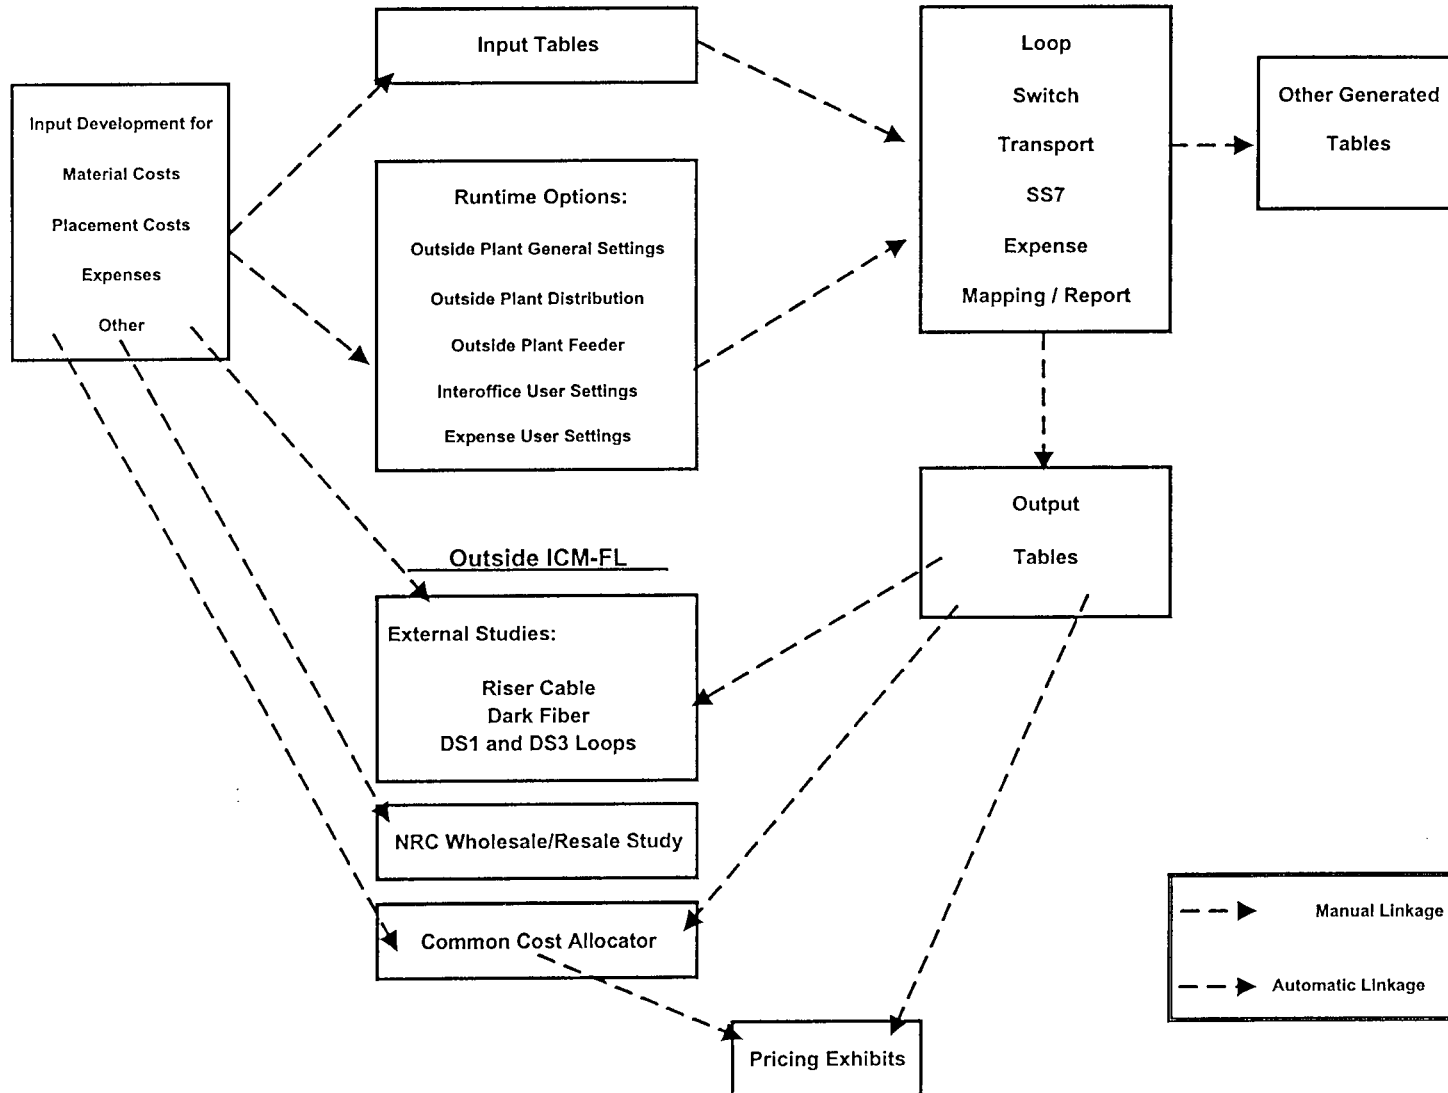 Input Development for
Material Costs
Placement Costs
Expenses
Other
Input Tables
Runtime Options:
Outside Plant General Settings
Outside Plant Distribution
Outside Plant Feeder
Interoffice User Settings
Expense User Settings
Loop
Switch
Transport
SS7
Expense
Mapping / Report
Other Generated
Tables
Output
Tables
Outside ICM-FL
External Studies:
Riser Cable
Dark Fiber
DS1 and DS3 Loops
NRC Wholesale/Resale Study
Common Cost Allocator
Pricing Exhibits
Manual Linkage
Automatic Linkage